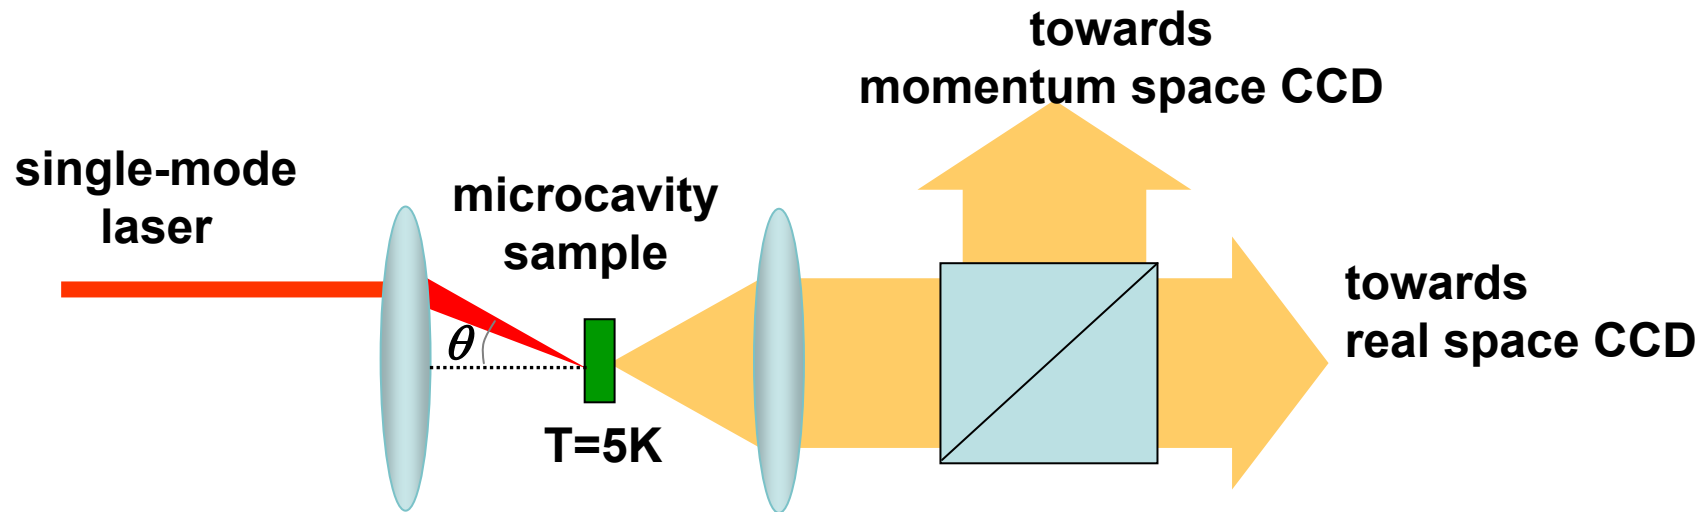 towards
momentum space CCD
single-mode
laser
microcavity
sample
θ
T=5K
towards
real space CCD